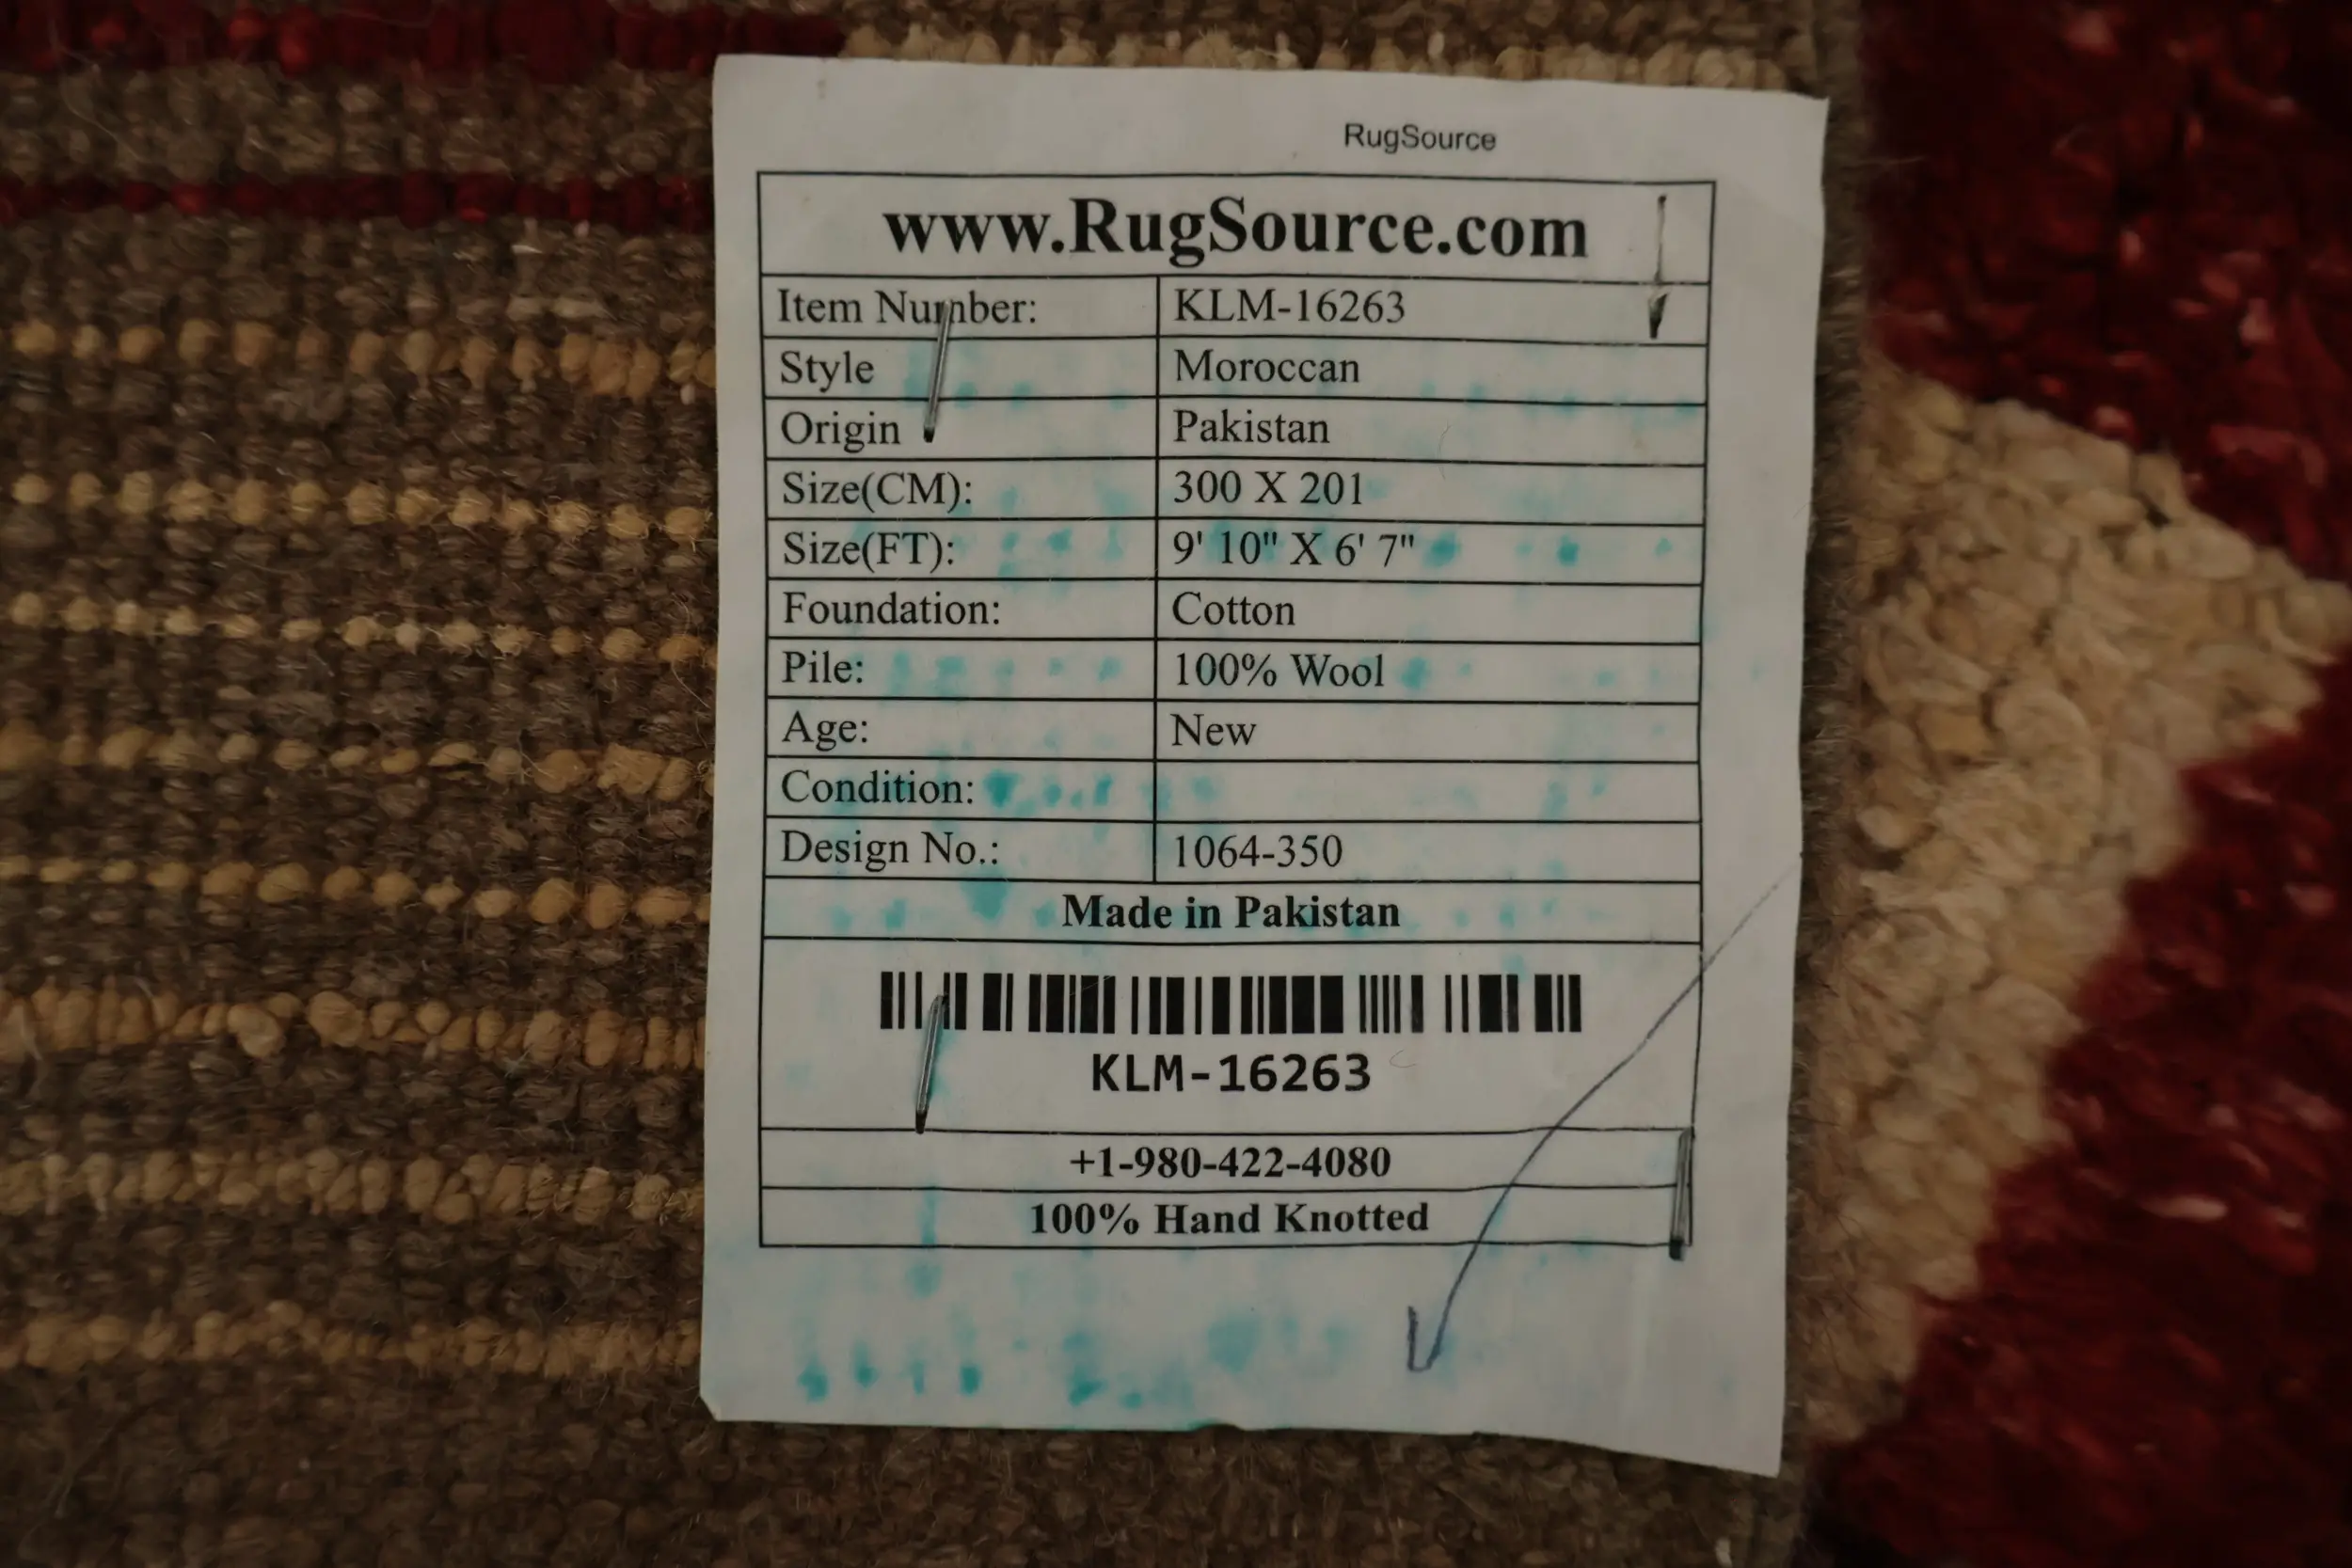 RugSource
www.RugSource.com
Item Number: KLM-16263
Style Moroccan
Origin Pakistan
Size(CM): 300 X 201
Size(FT): 9' 10" X 6' 7"
Foundation: Cotton
Pile: 100% Wool
Age: New
Condition:
Design No.: 1064-350
Made in Pakistan
KLM-16263
+1-980-422-4080
100% Hand Knotted